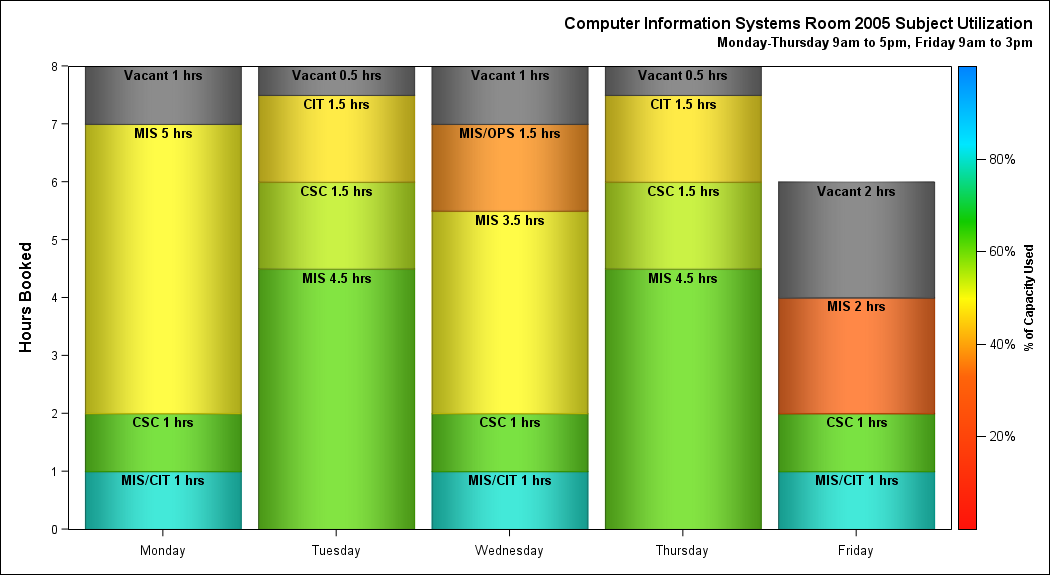 Computer Information Systems Room 2005 Subject Utilization
Monday-Thursday 9am to 5pm, Friday 9am to 3pm
Hours Booked
8
7
6
5
4
3
2
1
0
Vacant 1 hrs
MIS 5 hrs
CSC 1 hrs
MIS/CIT 1 hrs
Vacant 0.5 hrs
CIT 1.5 hrs
CSC 1.5 hrs
MIS 4.5 hrs
Vacant 1 hrs
MIS/OPS 1.5 hrs
MIS 3.5 hrs
CSC 1 hrs
MIS/CIT 1 hrs
Vacant 0.5 hrs
CIT 1.5 hrs
CSC 1.5 hrs
MIS 4.5 hrs
Vacant 2 hrs
MIS 2 hrs
CSC 1 hrs
MIS/CIT 1 hrs
Monday Tuesday Wednesday Thursday Friday
80%
60%
40%
20%
% of Capacity Used